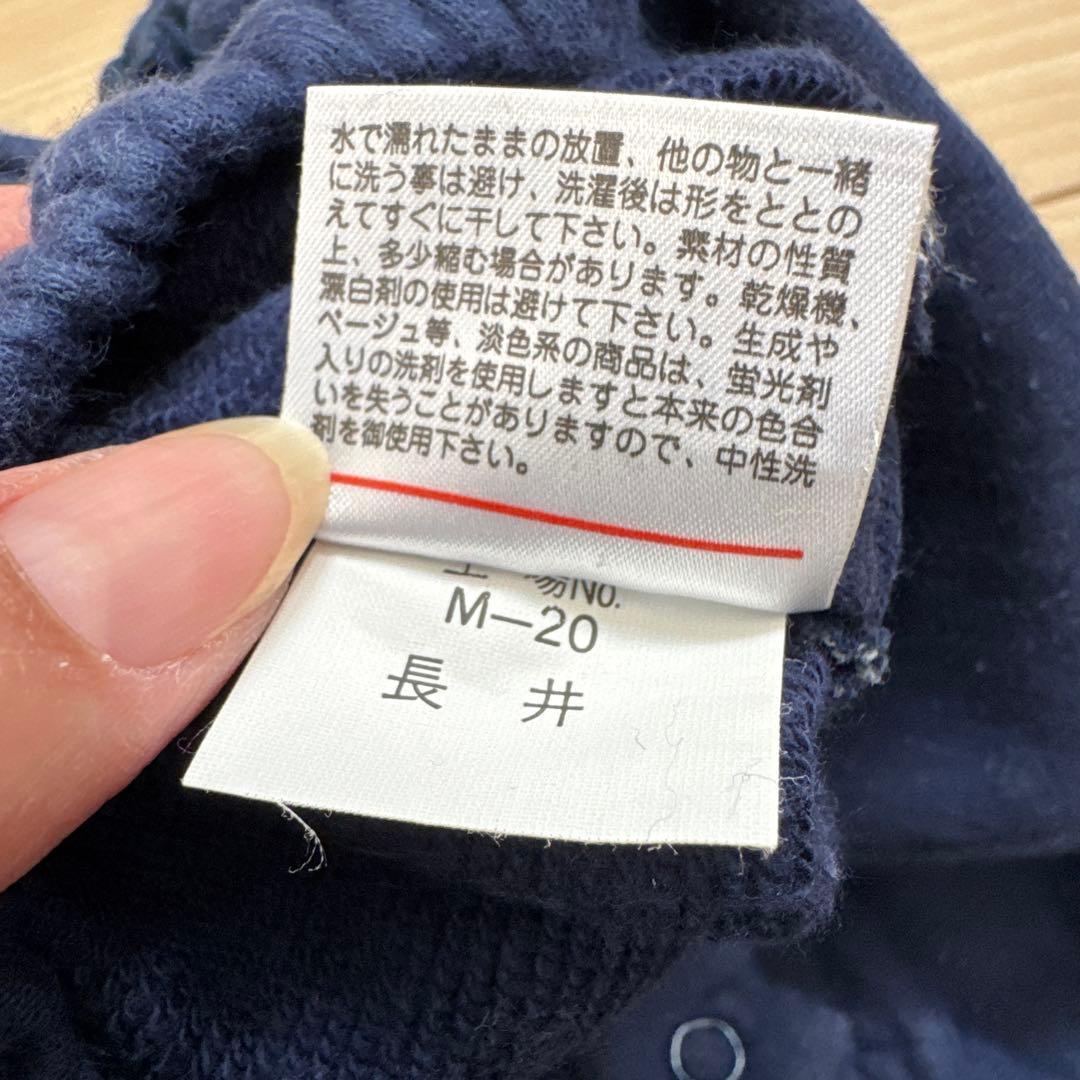 水で濡れたままの放置、他の物と一緒
に洗う事は避け、洗濯後は形をととの
えてすぐに干して下さい。素材の性質
上、多少縮む場合があります。乾燥機、
漂白剤の使用は避けて下さい。生成や
ベージュ等、淡色系の商品は、蛍光剤
入りの洗剤を使用しますと本来の色合
いを失うことがありますので、中性洗
剤を御使用下さい。
工場No.
M－20
長井